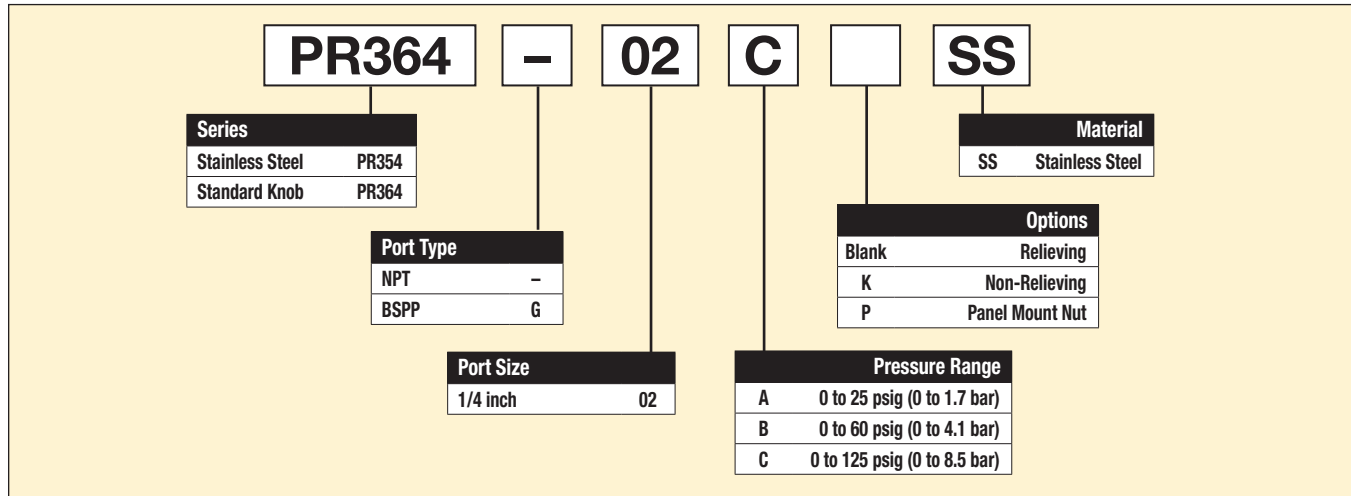 PR364 – 02 C SS
Series
Stainless Steel PR354
Standard Knob PR364
Port Type
NPT –
BSPP G
Port Size
1/4 inch 02
Material
SS Stainless Steel
Options
Blank Relieving
K Non-Relieving
P Panel Mount Nut
Pressure Range
A 0 to 25 psig (0 to 1.7 bar)
B 0 to 60 psig (0 to 4.1 bar)
C 0 to 125 psig (0 to 8.5 bar)